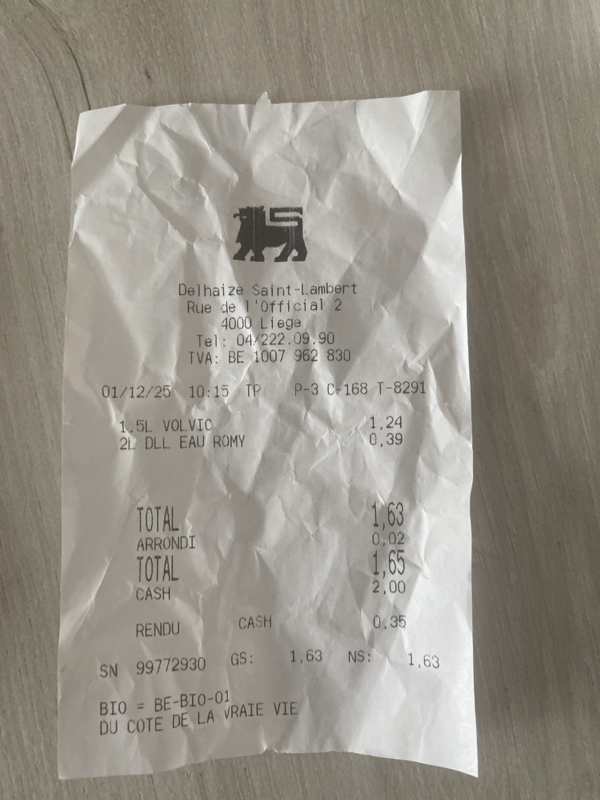 Delhaize Saint-Lambert
Rue de l'Official 2
4000 Liege
Tel: 04/222.09.90
TVA: BE 1007 962 830
01/12/25 10:15 TP P-3 C-168 T-8291
1.5L VOLVIC 1,24
2L DLL EAU ROMY 0,39
TOTAL 1,63
ARRONDI 0,02
TOTAL 1,65
CASH 2,00
RENDU CASH 0,35
SN 99772930 GS: 1,63 NS: 1,63
BIO = BE-BIO-01
DU COTE DE LA VRAIE VIE